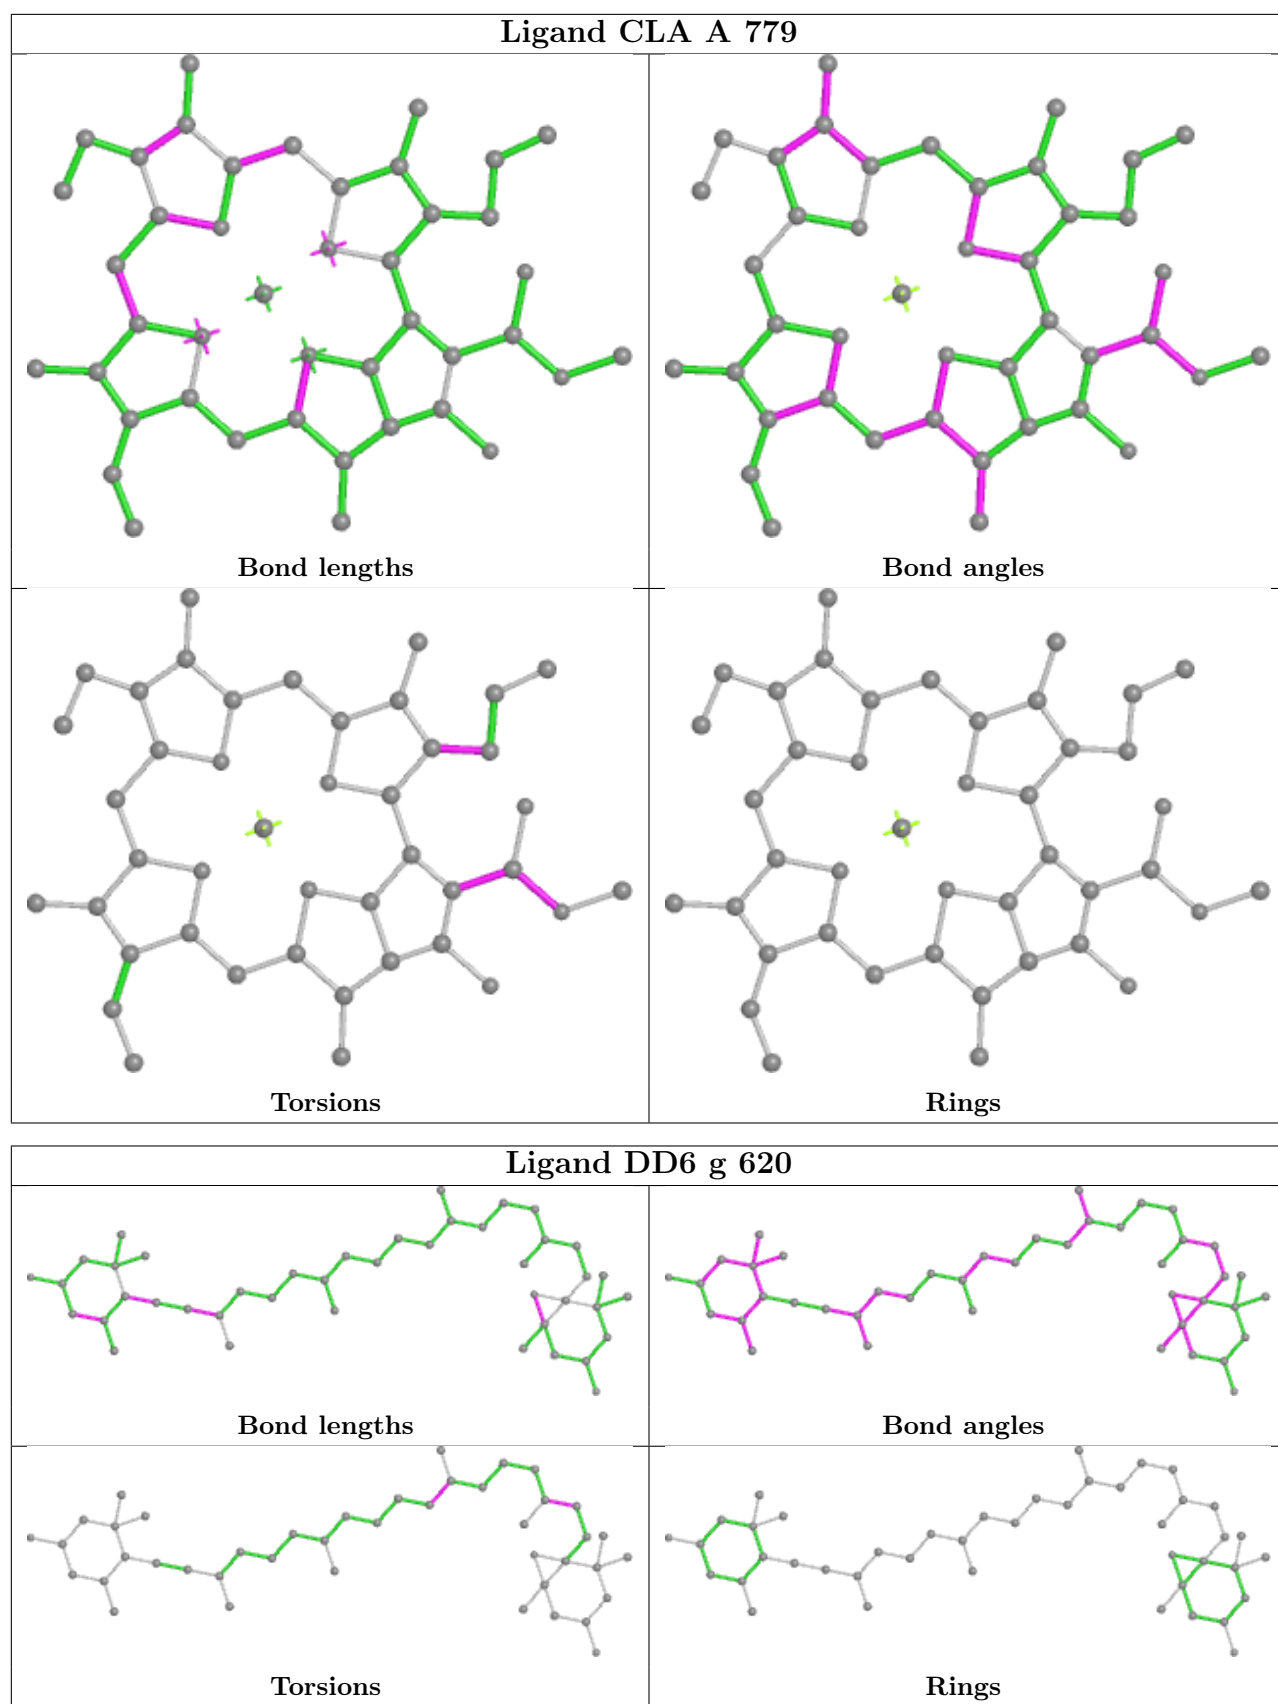 Ligand CLA A 779
Bond lengths
Bond angles
Torsions
Rings
Ligand DD6 g 620
Bond lengths
Bond angles
Torsions
Rings